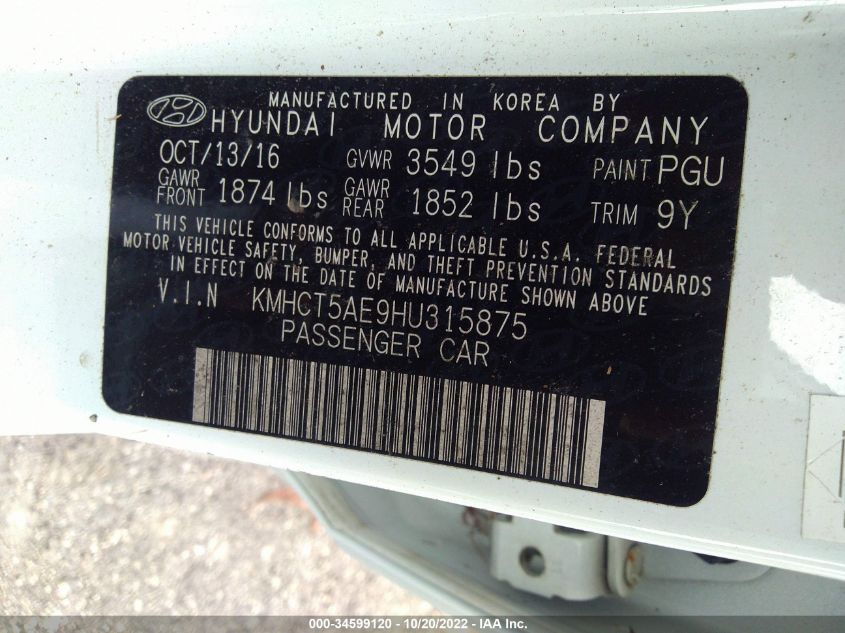 MANUFACTURED IN KOREA BY
HYUNDAI MOTOR COMPANY
OCT/13/16 GVWR 3549 lbs PAINT PGU
GAWR FRONT 1874 lbs GAWR REAR 1852 lbs TRIM 9Y
THIS VEHICLE CONFORMS TO ALL APPLICABLE U.S.A. FEDERAL
MOTOR VEHICLE SAFETY, BUMPER, AND THEFT PREVENTION STANDARDS
IN EFFECT ON THE DATE OF MANUFACTURE SHOWN ABOVE
V.I.N KMHCT5AE9HU315875
PASSENGER CAR
000-34599120 - 10/20/2022 - IAA Inc.